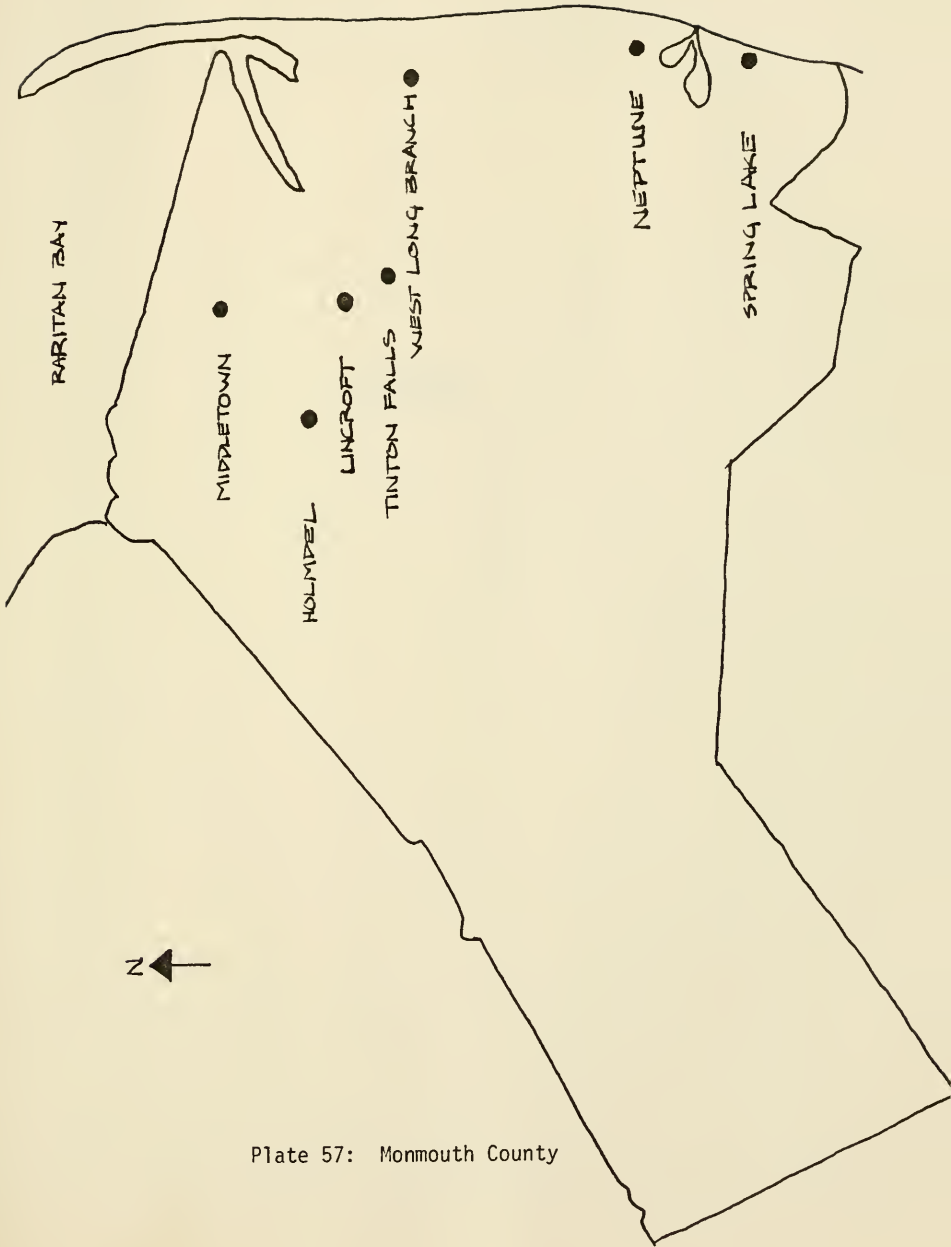 RARITAN BAY
MIDDLETOWN
HOLMDEL
LINCROFT
TINTON FALLS
WEST LONG BRANCH
NEPTUNE
SPRING LAKE
N
Plate 57: Monmouth County